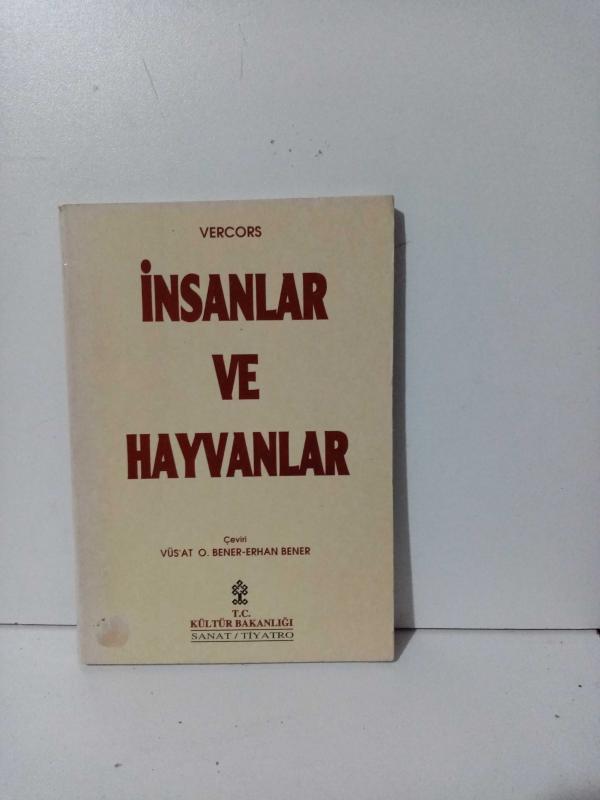 VERCORS
İNSANLAR
VE
HAYVANLAR
Çeviri
VÜS'AT O. BENER-ERHAN BENER
T.C.
KÜLTÜR BAKANLIĞI
SANAT / TİYATRO